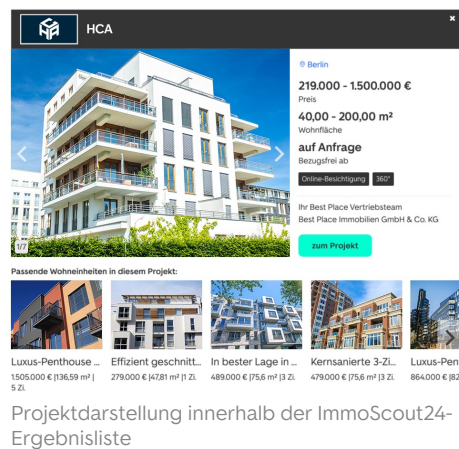 HCA
Berlin
219.000 - 1.500.000 €
Preis
40,00 - 200,00 m²
Wohnfläche
auf Anfrage
Bezugsfrei ab
Online-Besichtigung 360°
Ihr Best Place Vertriebsteam
Best Place Immobilien GmbH & Co. KG
1/7
zum Projekt
Passende Wohneinheiten in diesem Projekt:
Luxus-Penthouse ...
1.505.000 € |136,59 m² |
5 Zi.
Effizient geschnitt...
279.000 € |47,81 m² |1 Zi.
In bester Lage in ...
489.000 € |75,6 m² |3 Zi.
Kernsanierte 3-Zi...
479.000 € |75,6 m² |3 Zi.
Luxus-Pen
864.000 € |82
Projektdarstellung innerhalb der ImmoScout24-
Ergebnisliste